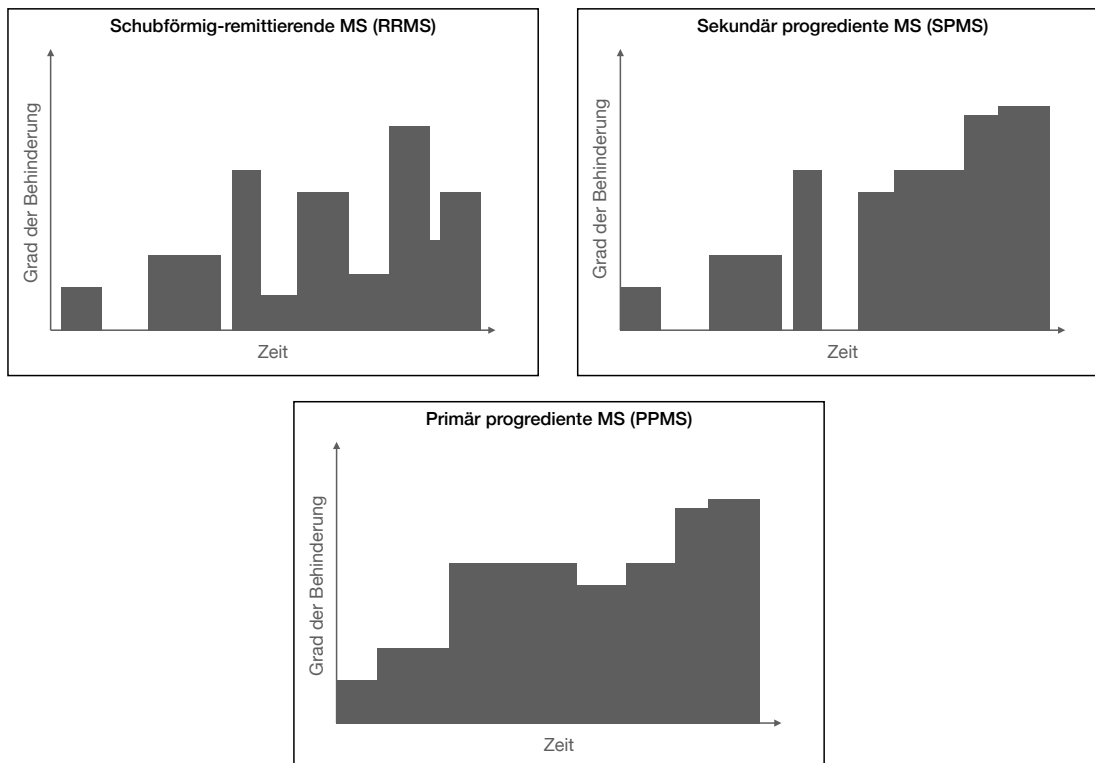 Schubförmig-remittierende MS (RRMS)
Grad der Behinderung
Zeit
Sekundär progrediente MS (SPMS)
Grad der Behinderung
Zeit
Primär progrediente MS (PPMS)
Grad der Behinderung
Zeit